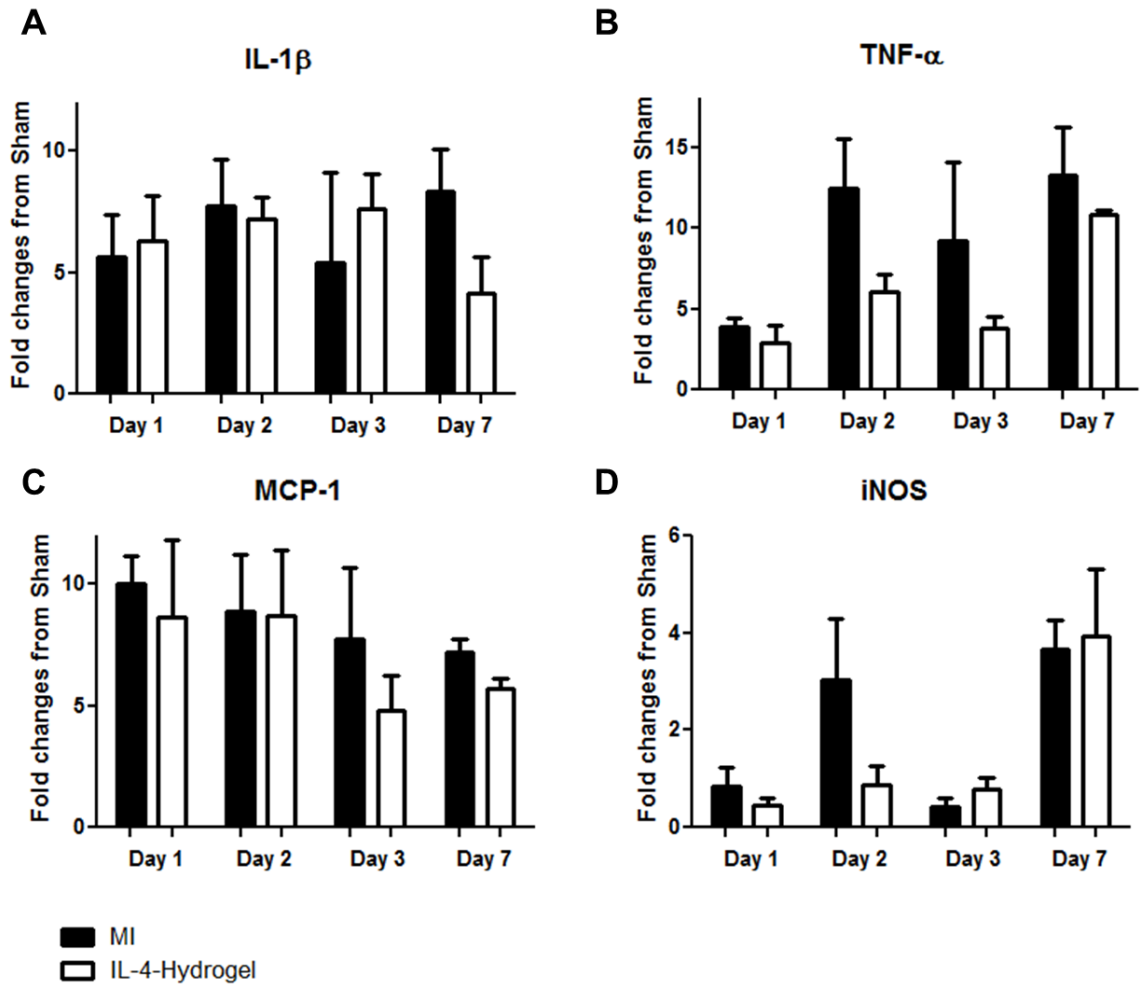 A
IL-1β
Fold changes from Sham
10
5
0
Day 1 Day 2 Day 3 Day 7
B
TNF-α
Fold changes from Sham
15
10
5
0
Day 1 Day 2 Day 3 Day 7
C
MCP-1
Fold changes from Sham
10
5
0
Day 1 Day 2 Day 3 Day 7
D
iNOS
Fold changes from Sham
6
4
2
0
Day 1 Day 2 Day 3 Day 7
MI
IL-4-Hydrogel